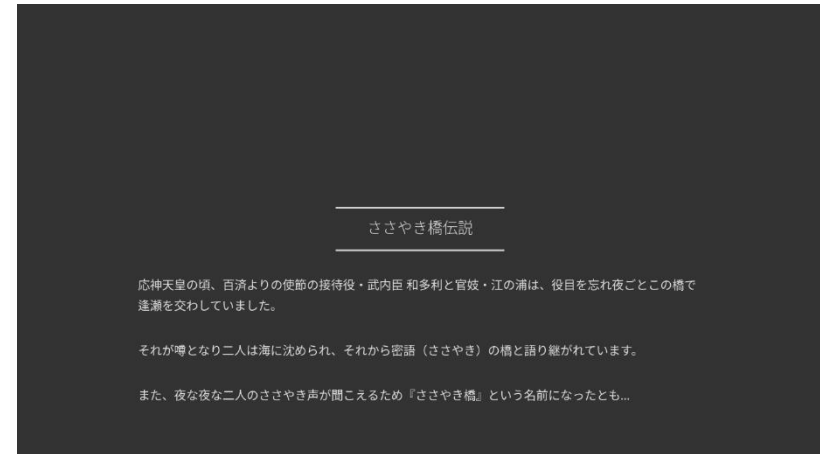 ささやき橋伝説
応神天皇の頃、百済よりの使節の接待役・武内臣 和多利と官妓・江の浦は、役目を忘れ夜ごとこの橋で
逢瀬を交わしていました。
それが噂となり二人は海に沈められ、それから密語（ささやき）の橋と語り継がれています。
また、夜な夜な二人のささやき声が聞こえるため『ささやき橋』という名前になったとも...